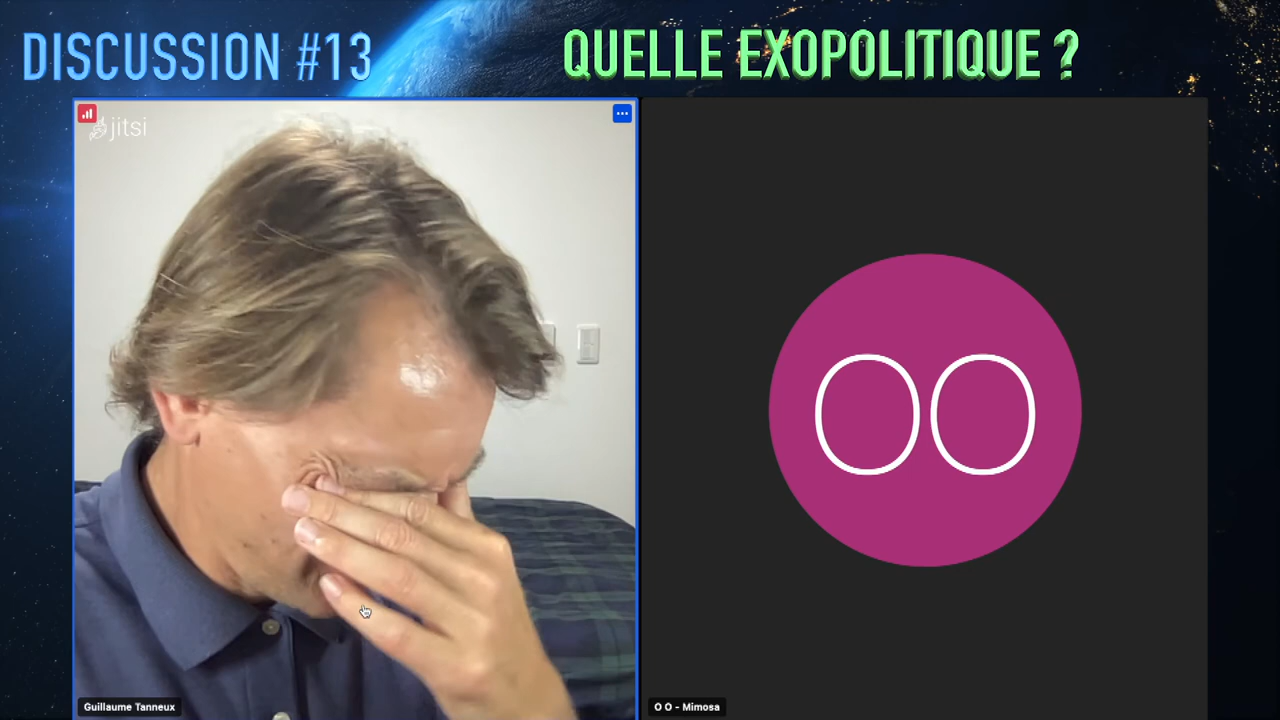 DISCUSSION #13
QUELLE EXOPOLITIQUE ?
jitsi
OO
Guillaume Tanneux
O O - Mimosa